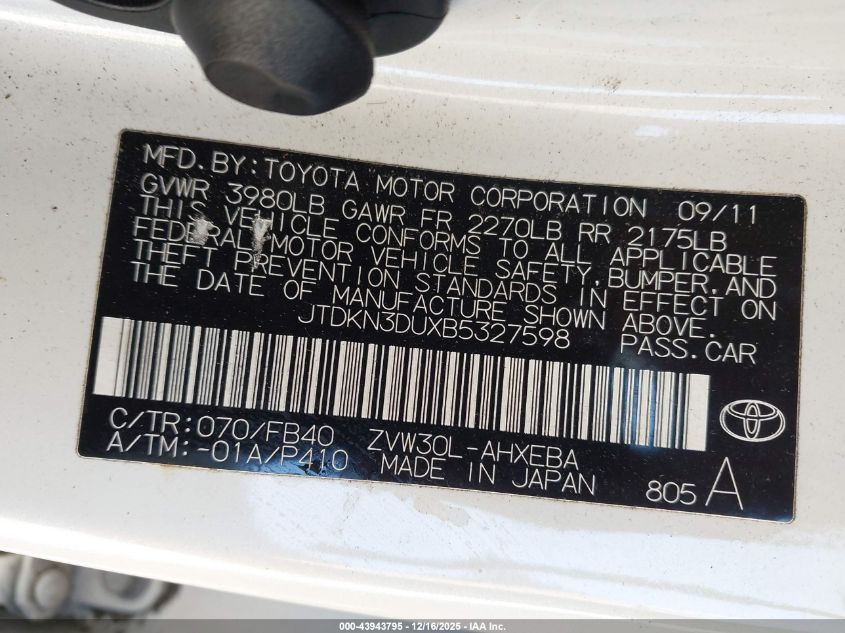 MFD. BY: TOYOTA MOTOR CORPORATION 09/11
GVWR 3980LB GAWR FR 2270LB RR 2175LB
THIS VEHICLE CONFORMS TO ALL APPLICABLE
FEDERAL MOTOR VEHICLE SAFETY, BUMPER, AND
THEFT PREVENTION STANDARDS IN EFFECT ON
THE DATE OF MANUFACTURE SHOWN ABOVE.
JTDKN3DUXB5327598 PASS. CAR
C/TR: 070/FB40 ZVW30L-AHXEBA
A/TM: -01A/P410 MADE IN JAPAN 805 A
000-43943795 - 12/16/2025 - IAA Inc.